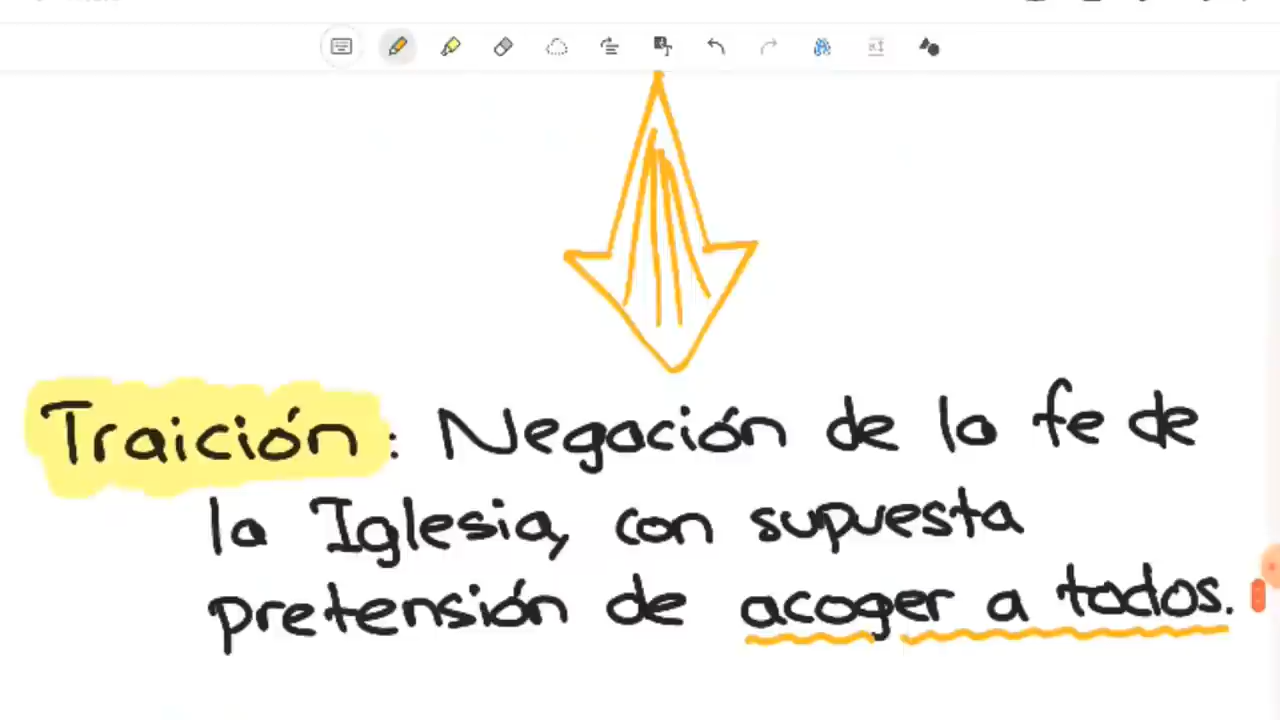 Traición: Negación de la fe de
la Iglesia, con supuesta
pretensión de acoger a todos.